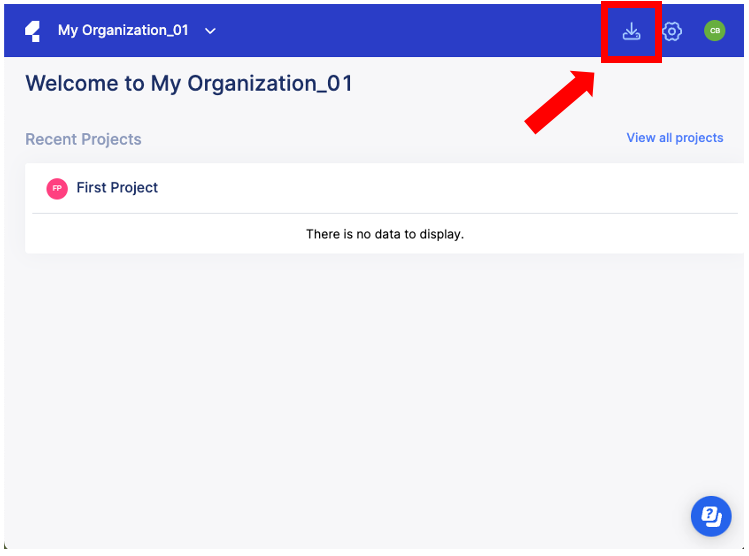 My Organization_01
CB
Welcome to My Organization_01
Recent Projects
View all projects
FP
First Project
There is no data to display.
?